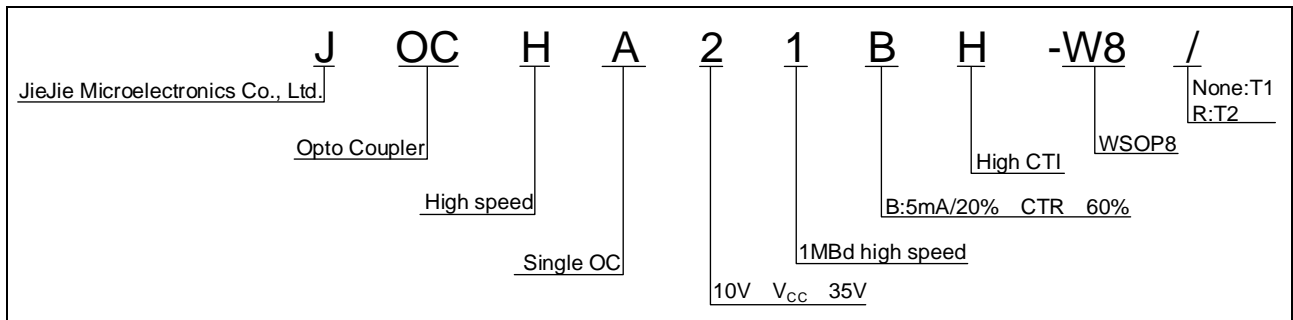 J OC H A 2 1 B H -W8 /
JieJie Microelectronics Co., Ltd.
None:T1
R:T2
Opto Coupler
WSOP8
High CTI
High speed
B:5mA/20% CTR 60%
Single OC
1MBd high speed
10V VCC 35V